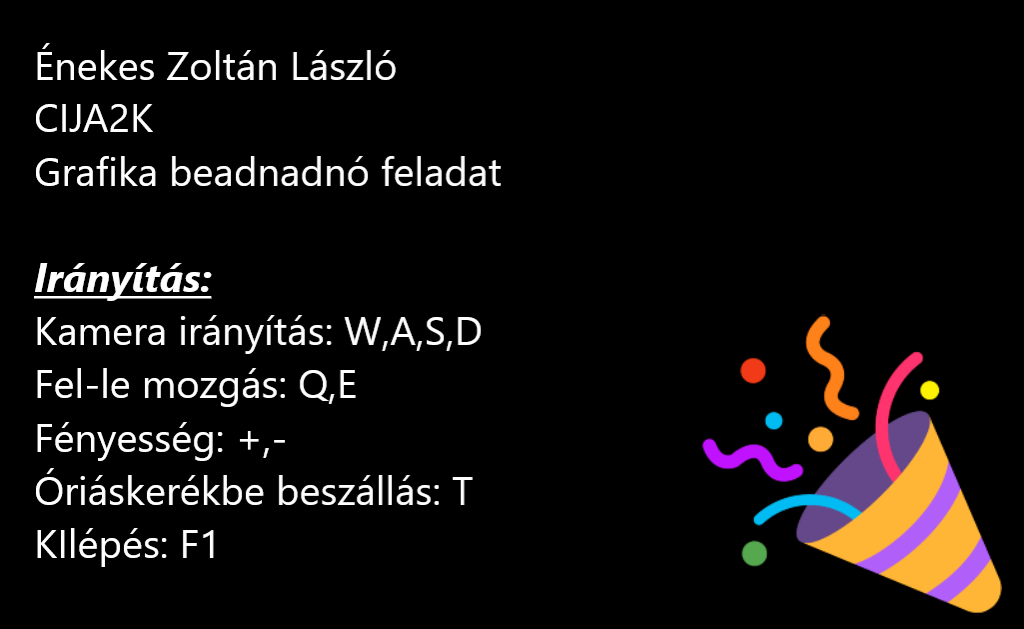 Énekes Zoltán László
CIJA2K
Grafika beadnadnó feladat
Irányítás:
Kamera irányítás: W,A,S,D
Fel-le mozgás: Q,E
Fényesség: +,-
Óriáskerékbe beszállás: T
KIlépés: F1